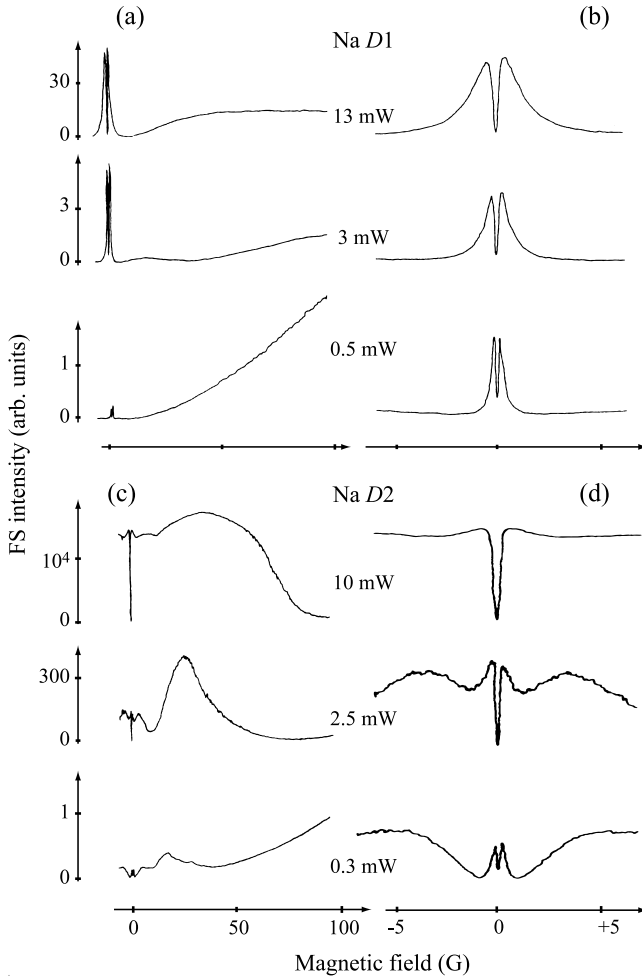 (a) Na D1 (b)
30
0
13 mW
3
0
3 mW
1
0
0.5 mW
FS intensity (arb. units)
(c) Na D2 (d)
10⁴
0
10 mW
300
0
2.5 mW
1
0
0.3 mW
0 50 100 -5 0 +5
Magnetic field (G)